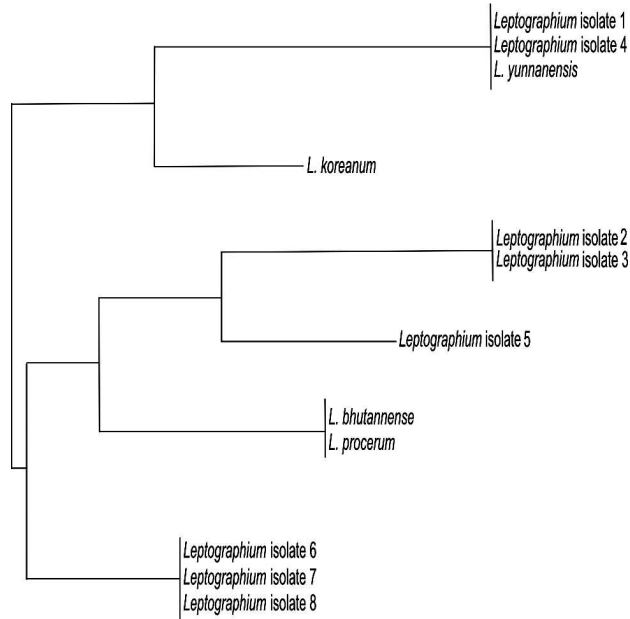 Leptographium isolate 1
Leptographium isolate 4
L. yunnanensis
L. koreanum
Leptographium isolate 2
Leptographium isolate 3
Leptographium isolate 5
L. bhutannense
L. procerum
Leptographium isolate 6
Leptographium isolate 7
Leptographium isolate 8